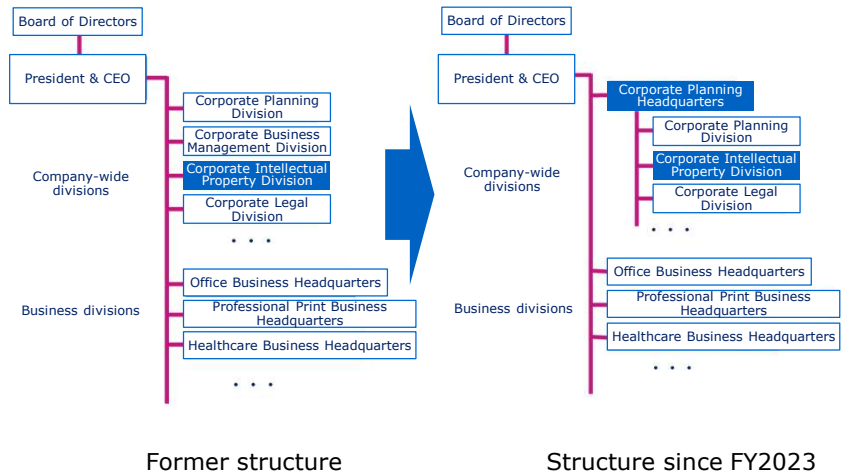 Board of Directors
President & CEO
Corporate Planning
Division
Corporate Business
Management Division
Company-wide
divisions
Corporate Intellectual
Property Division
Corporate Legal
Division
. . .
Business divisions
Office Business Headquarters
Professional Print Business
Headquarters
Healthcare Business Headquarters
. . .
Former structure
Board of Directors
President & CEO
Corporate Planning
Headquarters
Corporate Planning
Division
Company-wide
divisions
Corporate Intellectual
Property Division
Corporate Legal
Division
. . .
Business divisions
Office Business Headquarters
Professional Print Business
Headquarters
Healthcare Business Headquarters
. . .
Structure since FY2023